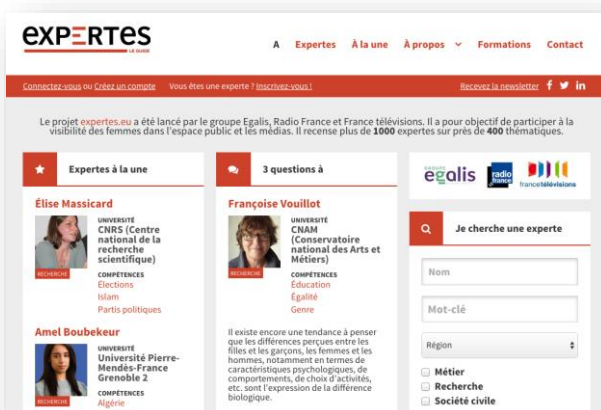 EXPERTES
LE GUIDE
A Expertes À la une À propos Formations Contact
Connectez-vous ou Créez un compte Vous êtes une experte ? Inscrivez-vous ! Recevez la newsletter
Le projet expertes.eu a été lancé par le groupe Egalis, Radio France et France télévisions. Il a pour objectif de participer à la
visibilité des femmes dans l'espace public et les médias. Il recense plus de 1000 expertes sur près de 400 thématiques.
Expertes à la une
Élise Massicard
UNIVERSITÉ
CNRS (Centre
national de la
recherche
scientifique)
RECHERCHE
COMPÉTENCES
Élections
Islam
Partis politiques
Amel Boubekeur
UNIVERSITÉ
Université Pierre-
Mendès-France
Grenoble 2
RECHERCHE
COMPÉTENCES
Algérie
3 questions à
Françoise Vouillot
UNIVERSITÉ
CNAM
(Conservatoire
national des Arts et
Métiers)
RECHERCHE
COMPÉTENCES
Éducation
Égalité
Genre
Il existe encore une tendance à penser
que les différences perçues entre les
filles et les garçons, les femmes et les
hommes, notamment en termes de
caractéristiques psychologiques, de
comportements, de choix d'activités,
etc. sont l'expression de la différence
biologique.
GROUPE
egalis
radio
france
francetélévisions
Je cherche une experte
Nom
Mot-clé
Région
Métier
Recherche
Société civile